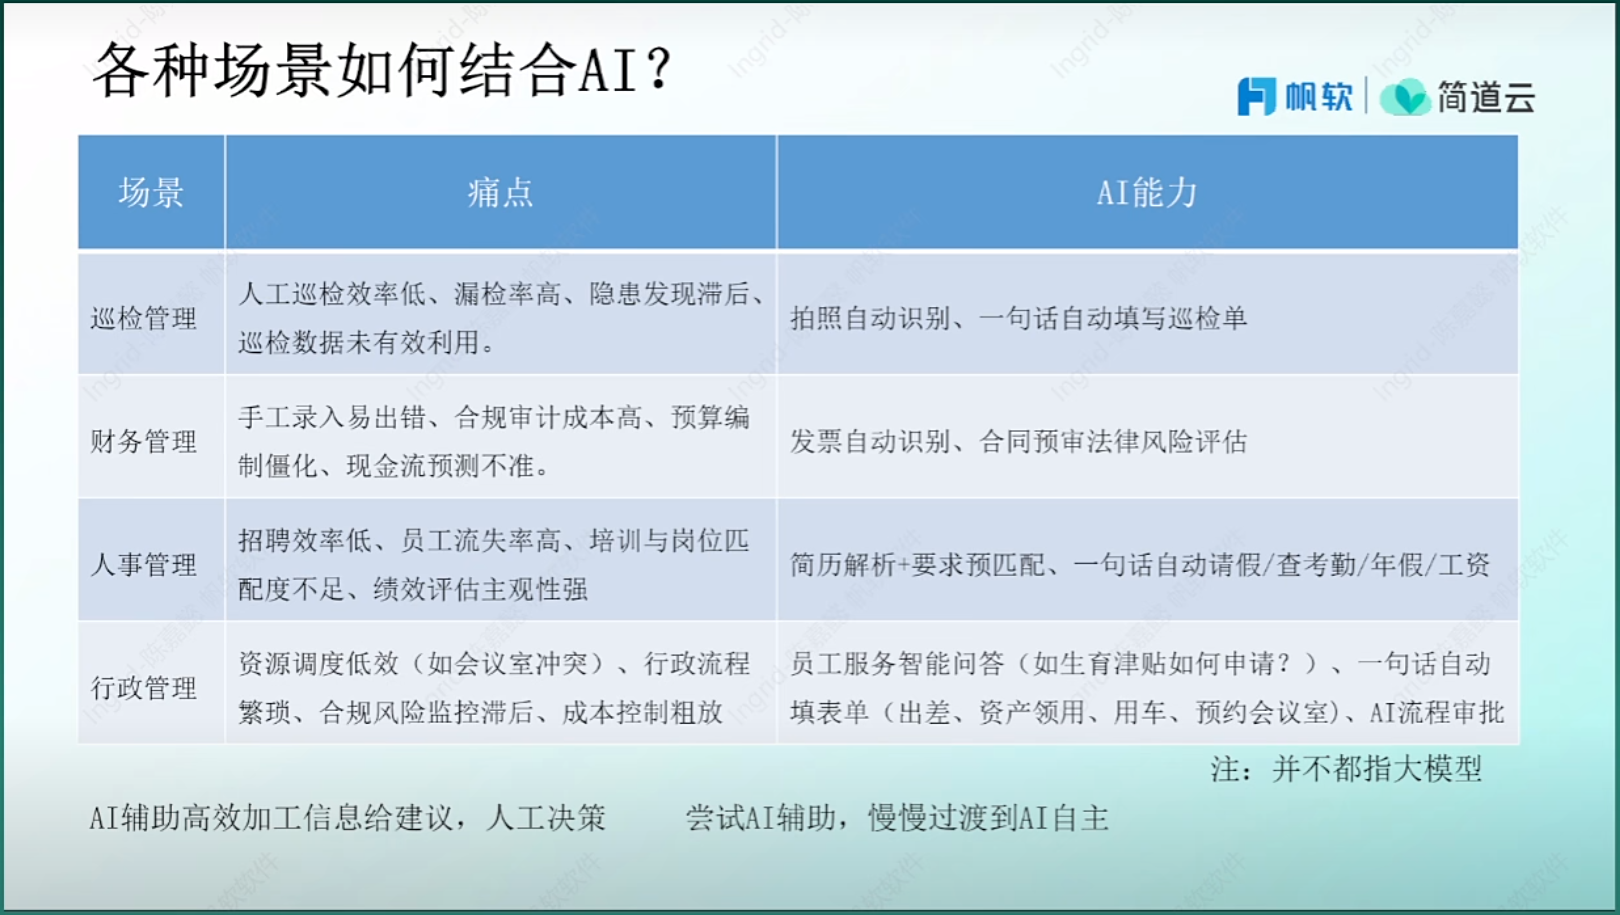 各种场景如何结合AI?
帆软
简道云
场景
痛点
AI能力
巡检管理
人工巡检效率低、漏检率高、隐患发现滞后、
巡检数据未有效利用。
拍照自动识别、一句话自动填写巡检单
财务管理
手工录入易出错、合规审计成本高、预算编
制僵化、现金流预测不准。
发票自动识别、合同预审法律风险评估
人事管理
招聘效率低、员工流失率高、培训与岗位匹
配度不足、绩效评估主观性强
简历解析+要求预匹配、一句话自动请假/查考勤/年假/工资
行政管理
资源调度低效（如会议室冲突）、行政流程
繁琐、合规风险监控滞后、成本控制粗放
员工服务智能问答（如生育津贴如何申请？）、一句话自动
填表单（出差、资产领用、用车、预约会议室)、AI流程审批
注：并不都指大模型
AI辅助高效加工信息给建议，人工决策
尝试AI辅助，慢慢过渡到AI自主